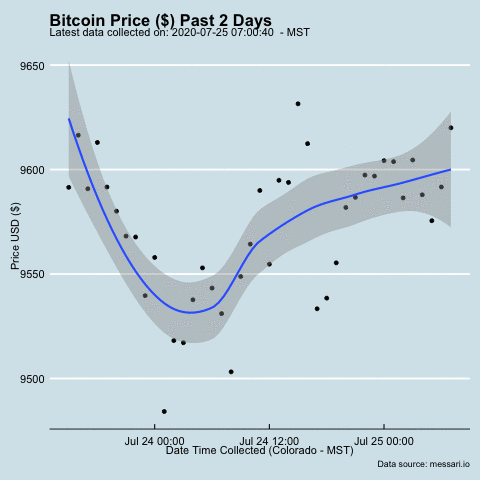 Bitcoin Price ($) Past 2 Days
Latest data collected on: 2020-07-25 07:00:40  - MST
9650
9600
9550
9500
Price USD ($)
Jul 24 00:00
Jul 24 12:00
Jul 25 00:00
Date Time Collected (Colorado - MST)
Data source: messari.io